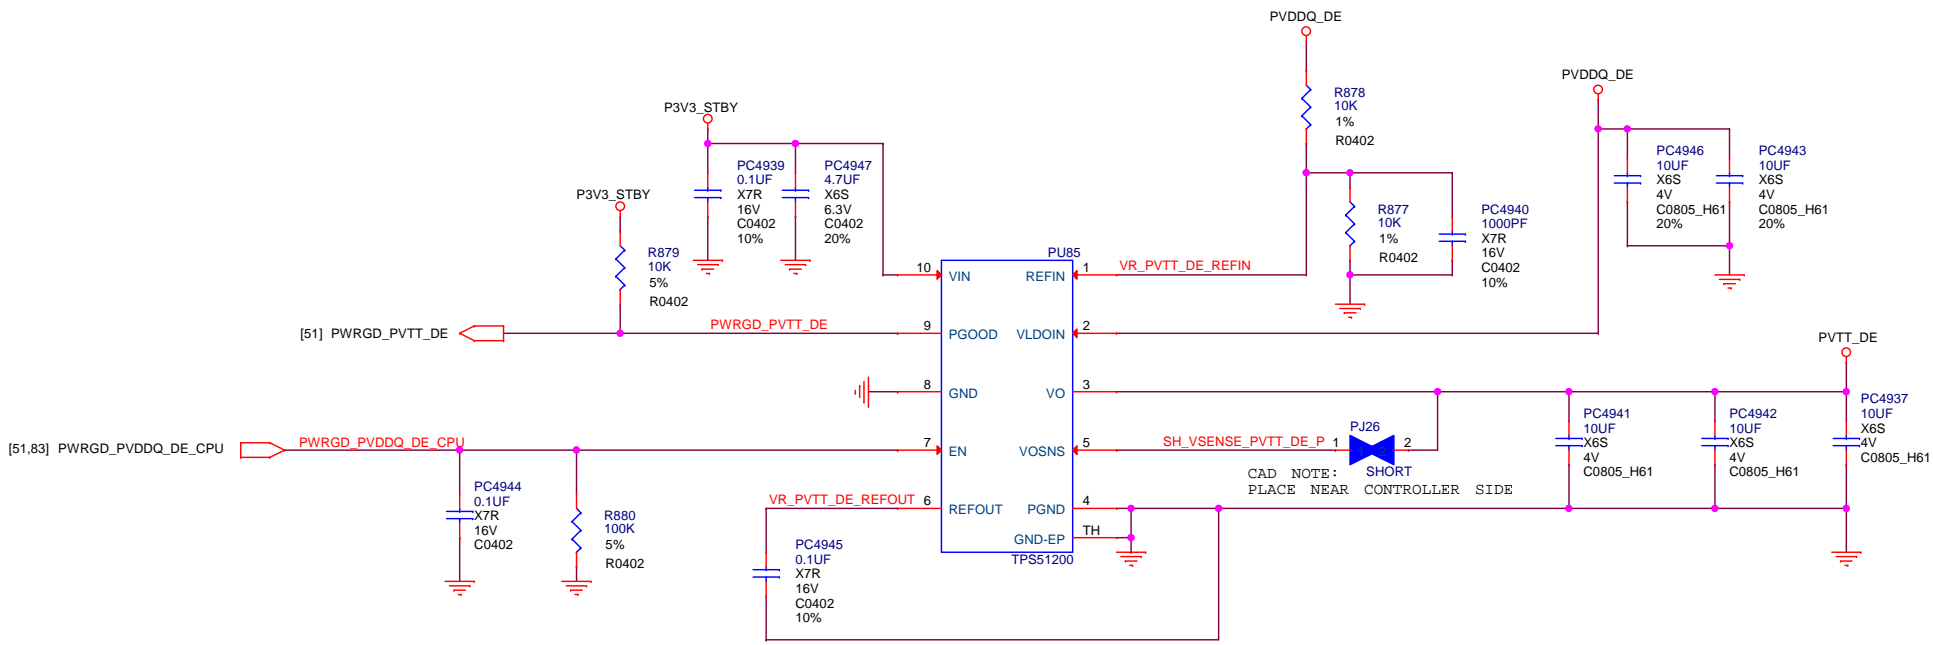 PVDDQ_DE
PVDDQ_DE
P3V3_STBY
R878
10K
1%
R0402
PC4946
10UF
X6S
4V
C0805_H61
20%
PC4943
10UF
X6S
4V
C0805_H61
20%
PC4939
0.1UF
X7R
16V
C0402
10%
PC4947
4.7UF
X6S
6.3V
C0402
20%
P3V3_STBY
R879
10K
5%
R0402
R877
10K
1%
R0402
PC4940
1000PF
X7R
16V
C0402
10%
PU85
10 VIN
REFIN 1
VR_PVTT_DE_REFIN
[51] PWRGD_PVTT_DE
PWRGD_PVTT_DE
9 PGOOD
VLDOIN 2
PVTT_DE
8 GND
VO 3
PC4941
10UF
X6S
4V
C0805_H61
PC4942
10UF
X6S
4V
C0805_H61
PC4937
10UF
X6S
4V
C0805_H61
[51,83] PWRGD_PVDDQ_DE_CPU
PWRGD_PVDDQ_DE_CPU
7 EN
VOSNS 5
SH_VSENSE_PVTT_DE_P
PJ26
1 2
SHORT
CAD NOTE:
PLACE NEAR CONTROLLER SIDE
PC4944
0.1UF
X7R
16V
C0402
R880
100K
5%
R0402
VR_PVTT_DE_REFOUT
6 REFOUT
PGND 4
GND-EP TH
TPS51200
PC4945
0.1UF
X7R
16V
C0402
10%